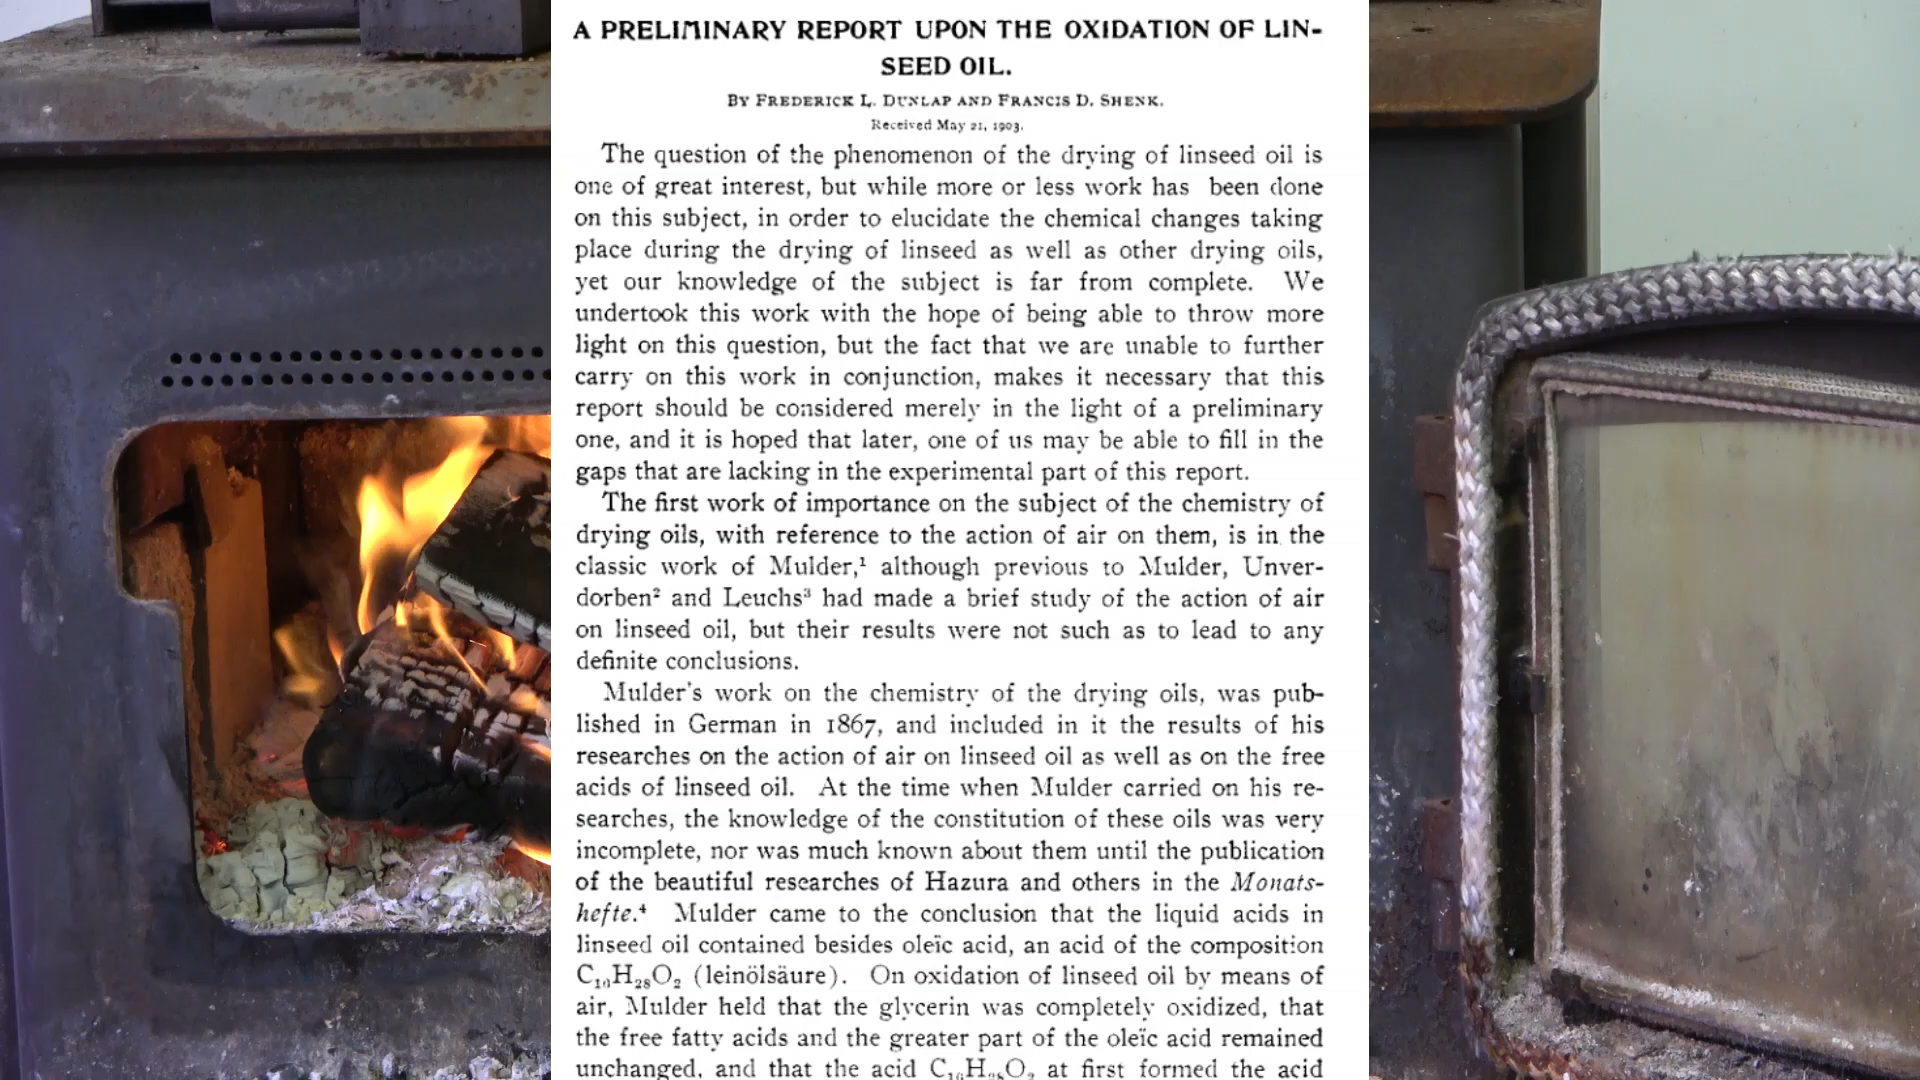 A PRELIMINARY REPORT UPON THE OXIDATION OF LIN-
SEED OIL.
BY FREDERICK L. DUNLAP AND FRANCIS D. SHENK.
Received May 21, 1903.
The question of the phenomenon of the drying of linseed oil is
one of great interest, but while more or less work has been done
on this subject, in order to elucidate the chemical changes taking
place during the drying of linseed as well as other drying oils,
yet our knowledge of the subject is far from complete. We
undertook this work with the hope of being able to throw more
light on this question, but the fact that we are unable to further
carry on this work in conjunction, makes it necessary that this
report should be considered merely in the light of a preliminary
one, and it is hoped that later, one of us may be able to fill in the
gaps that are lacking in the experimental part of this report.
The first work of importance on the subject of the chemistry of
drying oils, with reference to the action of air on them, is in the
classic work of Mulder,¹ although previous to Mulder, Unver-
dorben² and Leuchs³ had made a brief study of the action of air
on linseed oil, but their results were not such as to lead to any
definite conclusions.
Mulder's work on the chemistry of the drying oils, was pub-
lished in German in 1867, and included in it the results of his
researches on the action of air on linseed oil as well as on the free
acids of linseed oil. At the time when Mulder carried on his re-
searches, the knowledge of the constitution of these oils was very
incomplete, nor was much known about them until the publication
of the beautiful researches of Hazura and others in the Monats-
hefte.⁴ Mulder came to the conclusion that the liquid acids in
linseed oil contained besides oleïc acid, an acid of the composition
C₁₆H₂₈O₂ (leinölsäure). On oxidation of linseed oil by means of
air, Mulder held that the glycerin was completely oxidized, that
the free fatty acids and the greater part of the oleïc acid remained
unchanged, and that the acid C₁₆H₂₈O₂ at first formed the acid